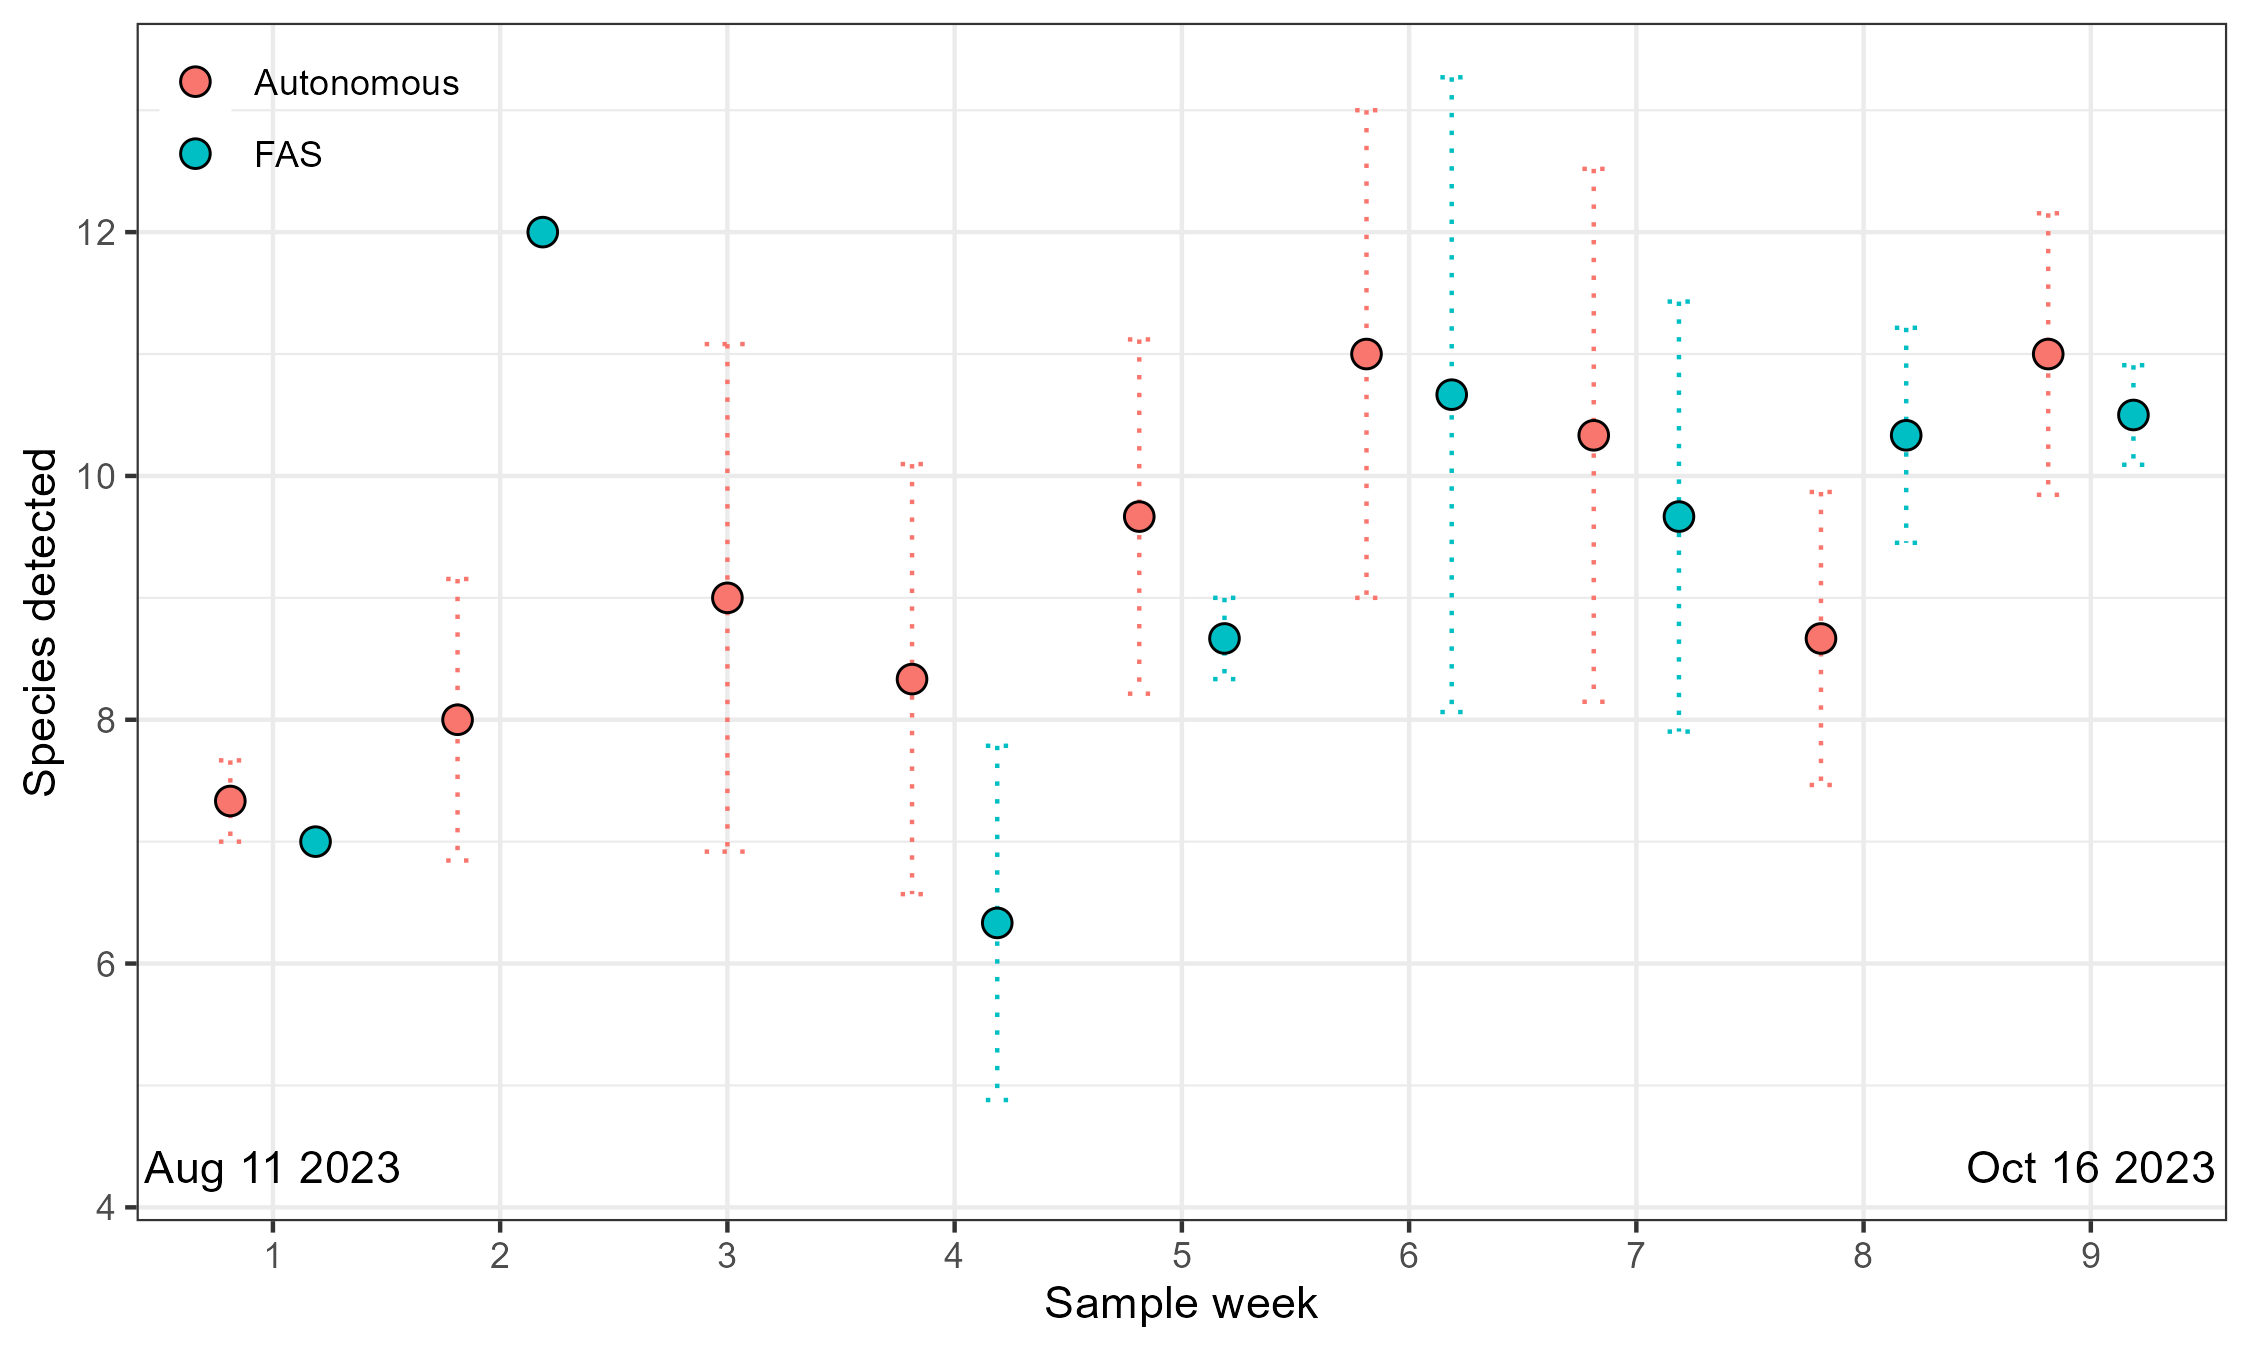 Autonomous
FAS
12
10
8
6
4
Species detected
Aug 11 2023
Oct 16 2023
1 2 3 4 5 6 7 8 9
Sample week